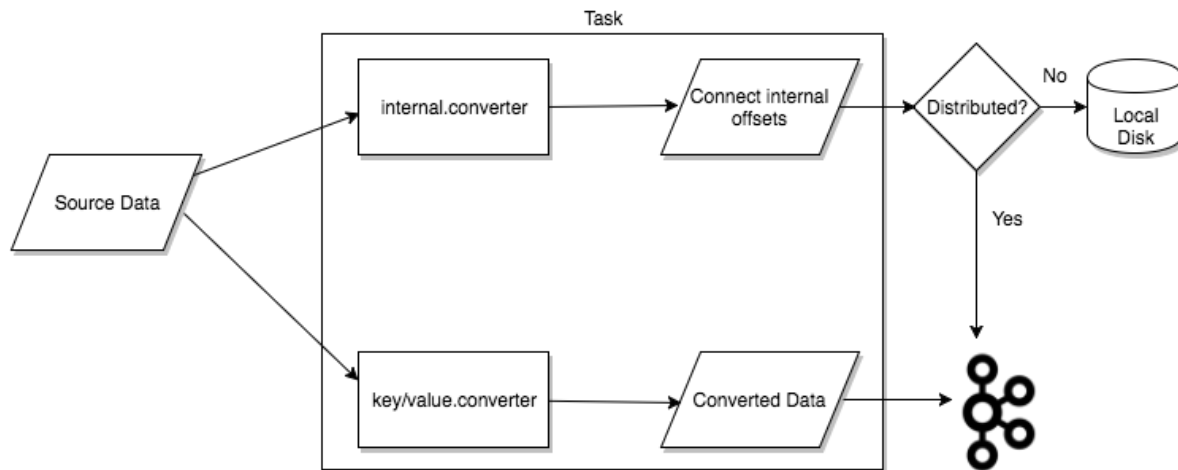 Task
Source Data
internal.converter
Connect internal
offsets
Distributed?
No
Local
Disk
Yes
key/value.converter
Converted Data